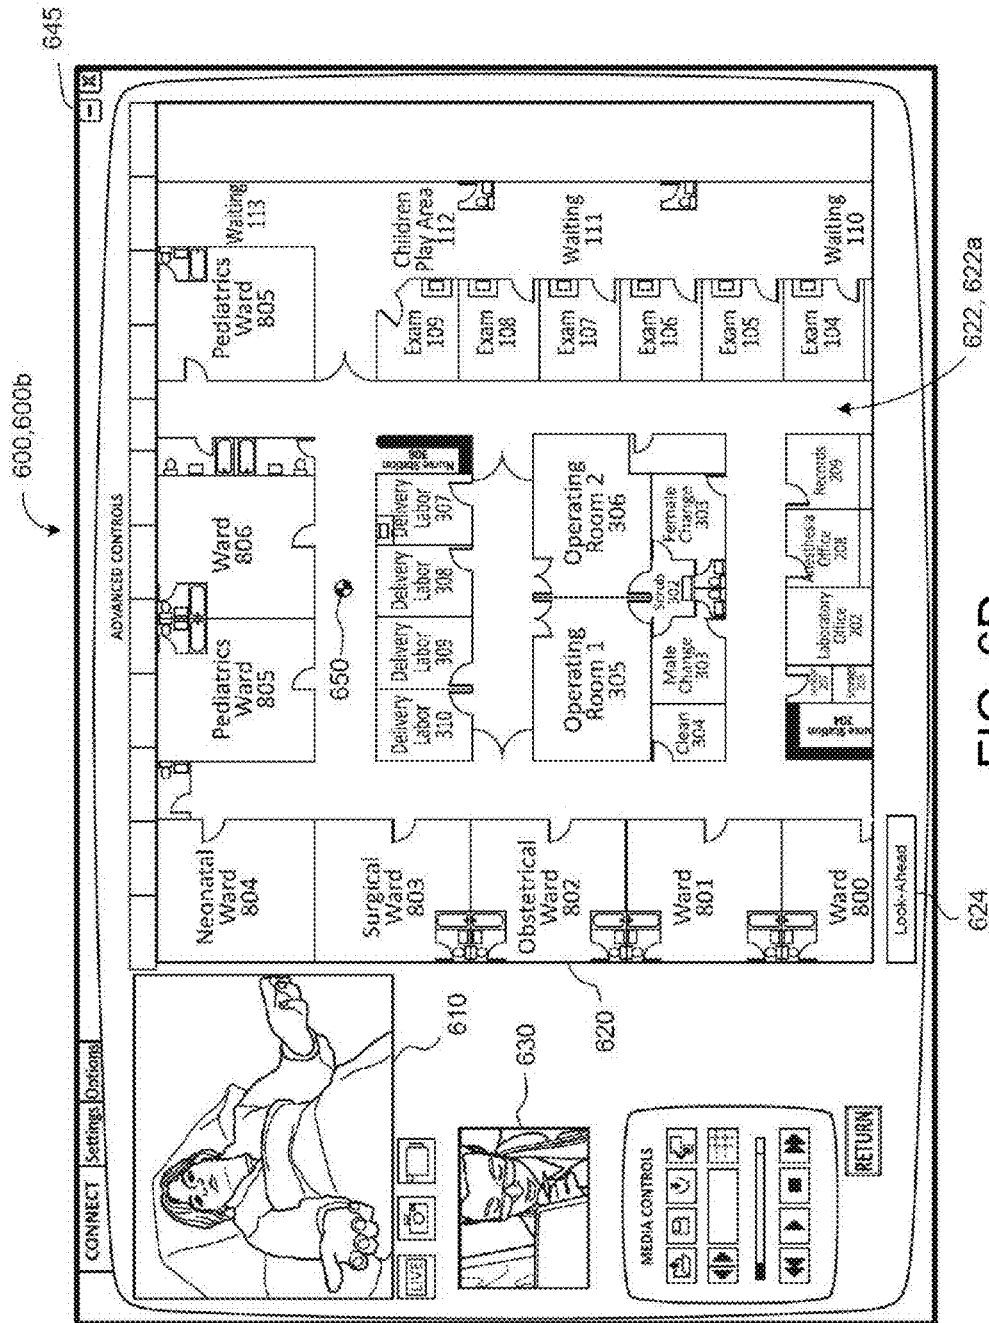 600,600b
645
CONNECT
Settings
Options
ADVANCED CONTROLS
Neonatal
Ward
804
Pediatrics
Ward
805
Ward
806
Pediatrics
Ward
805
Waiting
113
650
Surgical
Ward
803
Delivery
Labor
310
Delivery
Labor
309
Delivery
Labor
308
Delivery
Labor
307
Nurse Station
Exam
109
Children
Play Area
112
Exam
108
LIVE
610
630
620
Obstetrical
Ward
802
Operating
Room 1
305
Operating
Room 2
306
Exam
107
Waiting
111
Exam
106
Ward
801
Clean
304
Male
Change
303
Scrub
302
Female
Change
303
Exam
105
MEDIA CONTROLS
Ward
800
Laboratory
Office
Anesthesia
Office
208
Records
209
Exam
104
Waiting
110
RETURN
Look-Ahead
624
622, 622a